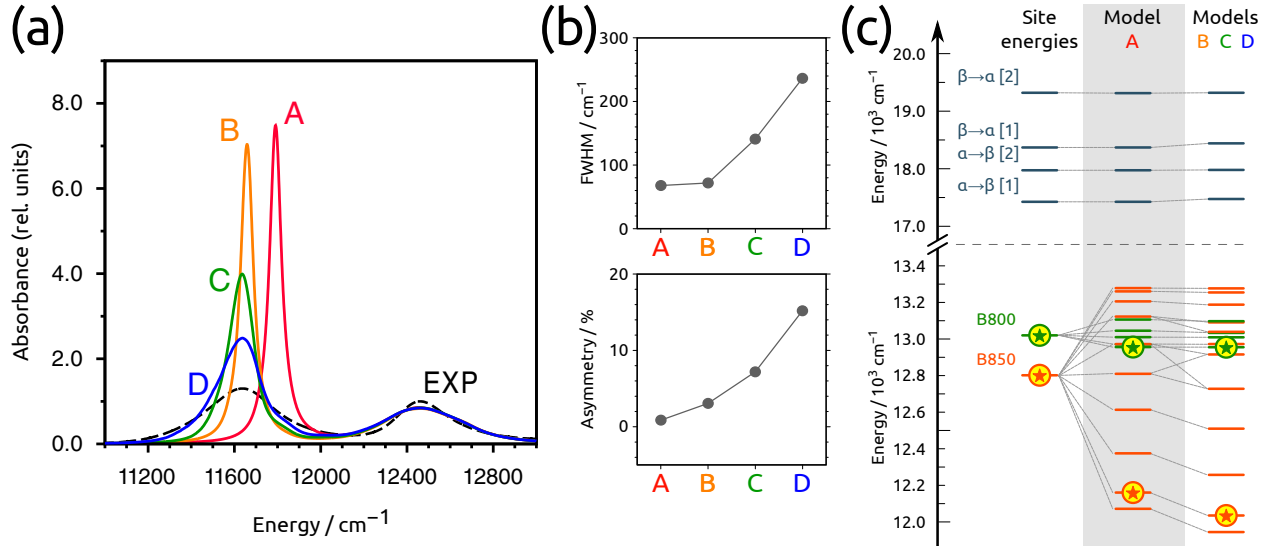 (a)
8.0
6.0
4.0
2.0
0.0
Absorbance (rel. units)
A
B
C
D
EXP
11200 11600 12000 12400 12800
Energy / cm⁻¹
(b)
300
200
100
0
FWHM / cm⁻¹
A B C D
20
10
0
Asymmetry / %
A B C D
(c)
Site energies
Model A
Models B C D
20.0
19.0
18.0
17.0
Energy / 10³ cm⁻¹
β→α [2]
β→α [1]
α→β [2]
α→β [1]
13.4
13.2
13.0
12.8
12.6
12.4
12.2
12.0
Energy / 10³ cm⁻¹
B800
B850